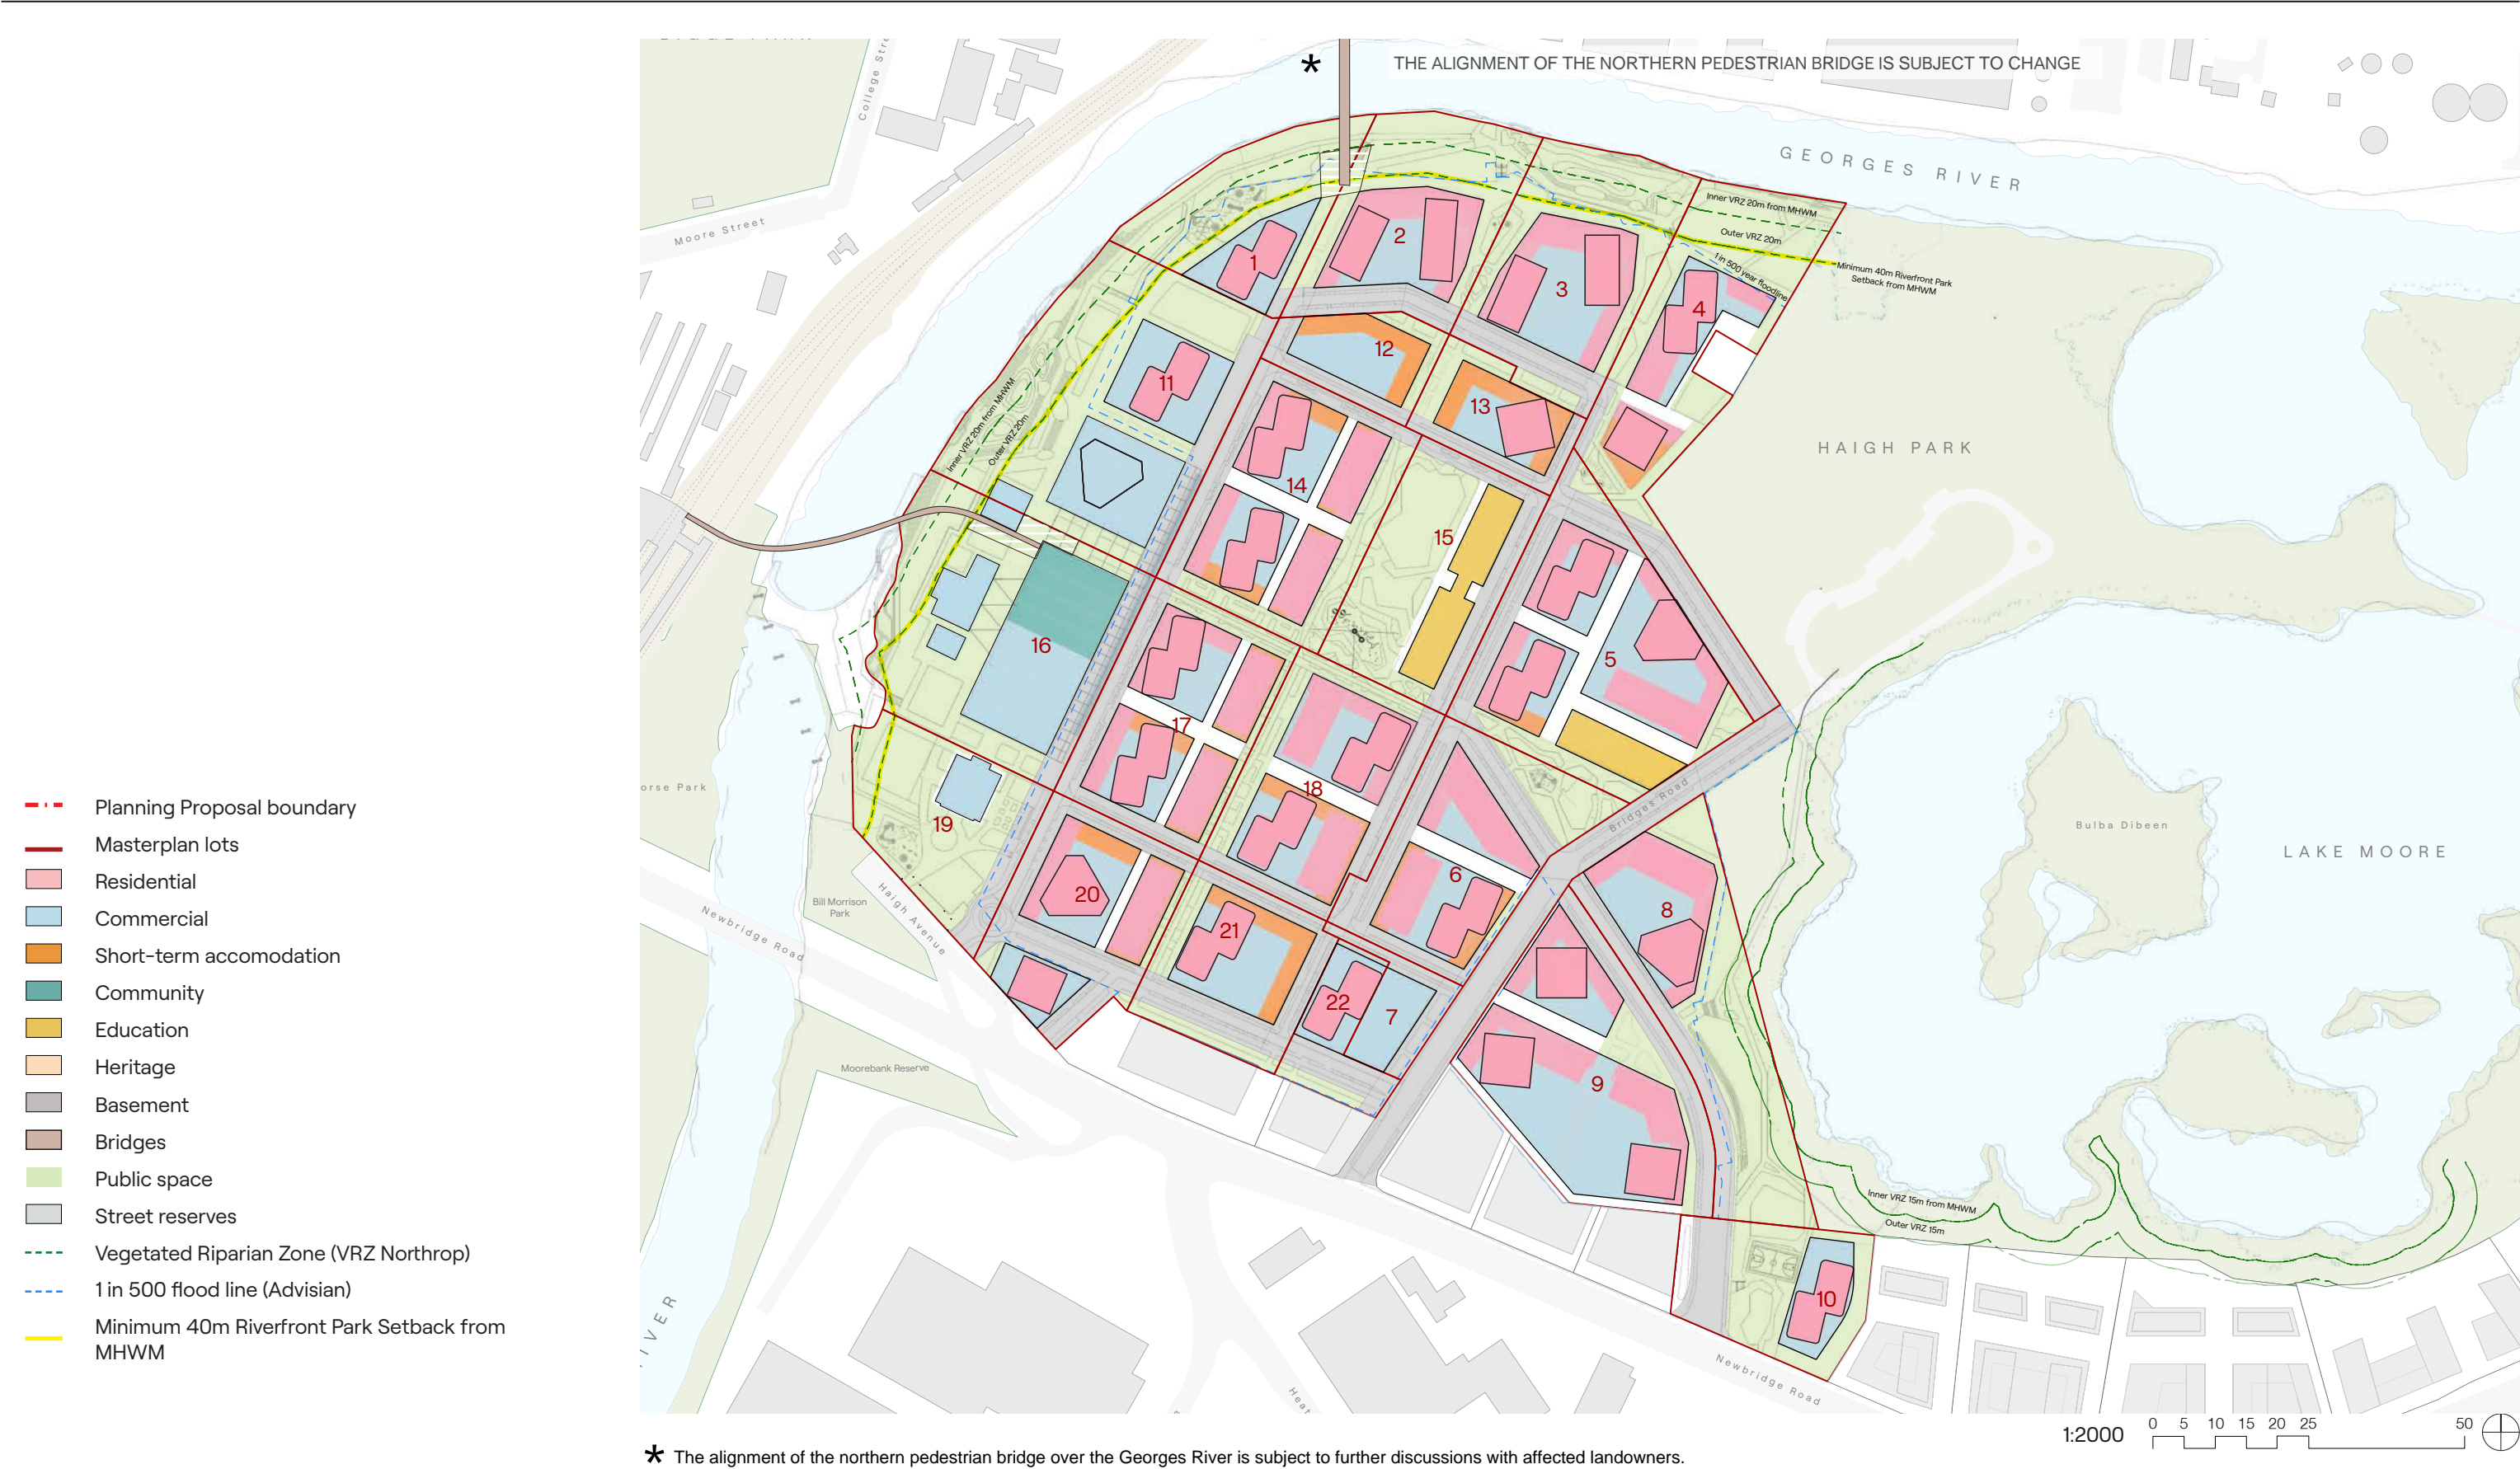 *
THE ALIGNMENT OF THE NORTHERN PEDESTRIAN BRIDGE IS SUBJECT TO CHANGE
College Stre
GEORGES RIVER
Moore Street
Inner VRZ 20m from MHWM
Outer VRZ 20m
1 in 500 year floodline
Minimum 40m Riverfront Park
Setback from MHWM
1
2
3
4
11
12
13
Inner VRZ 20m from MHWM
Outer VRZ 20m
HAIGH PARK
14
15
16
5
17
18
19
orse Park
Bridges Road
Bulba Dibeen
LAKE MOORE
Bill Morrison
Park
Haigh Avenue
Newbridge Road
20
21
6
8
22
7
9
Moorebank Reserve
Inner VRZ 15m from MHWM
Outer VRZ 15m
10
Newbridge Road
IVER
Heat
Planning Proposal boundary
Masterplan lots
Residential
Commercial
Short-term accomodation
Community
Education
Heritage
Basement
Bridges
Public space
Street reserves
Vegetated Riparian Zone (VRZ Northrop)
1 in 500 flood line (Advisian)
Minimum 40m Riverfront Park Setback from
MHWM
1:2000
0 5 10 15 20 25 50
* The alignment of the northern pedestrian bridge over the Georges River is subject to further discussions with affected landowners.